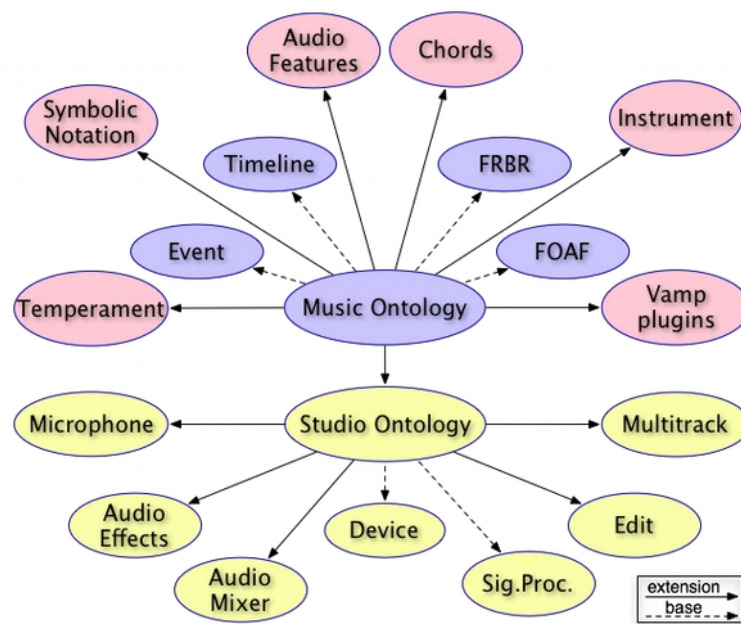 Audio
Features
Chords
Symbolic
Notation
Instrument
Timeline
FRBR
Event
FOAF
Temperament
Music Ontology
Vamp
plugins
Microphone
Studio Ontology
Multitrack
Audio
Effects
Device
Edit
Audio
Mixer
Sig.Proc.
extension
base